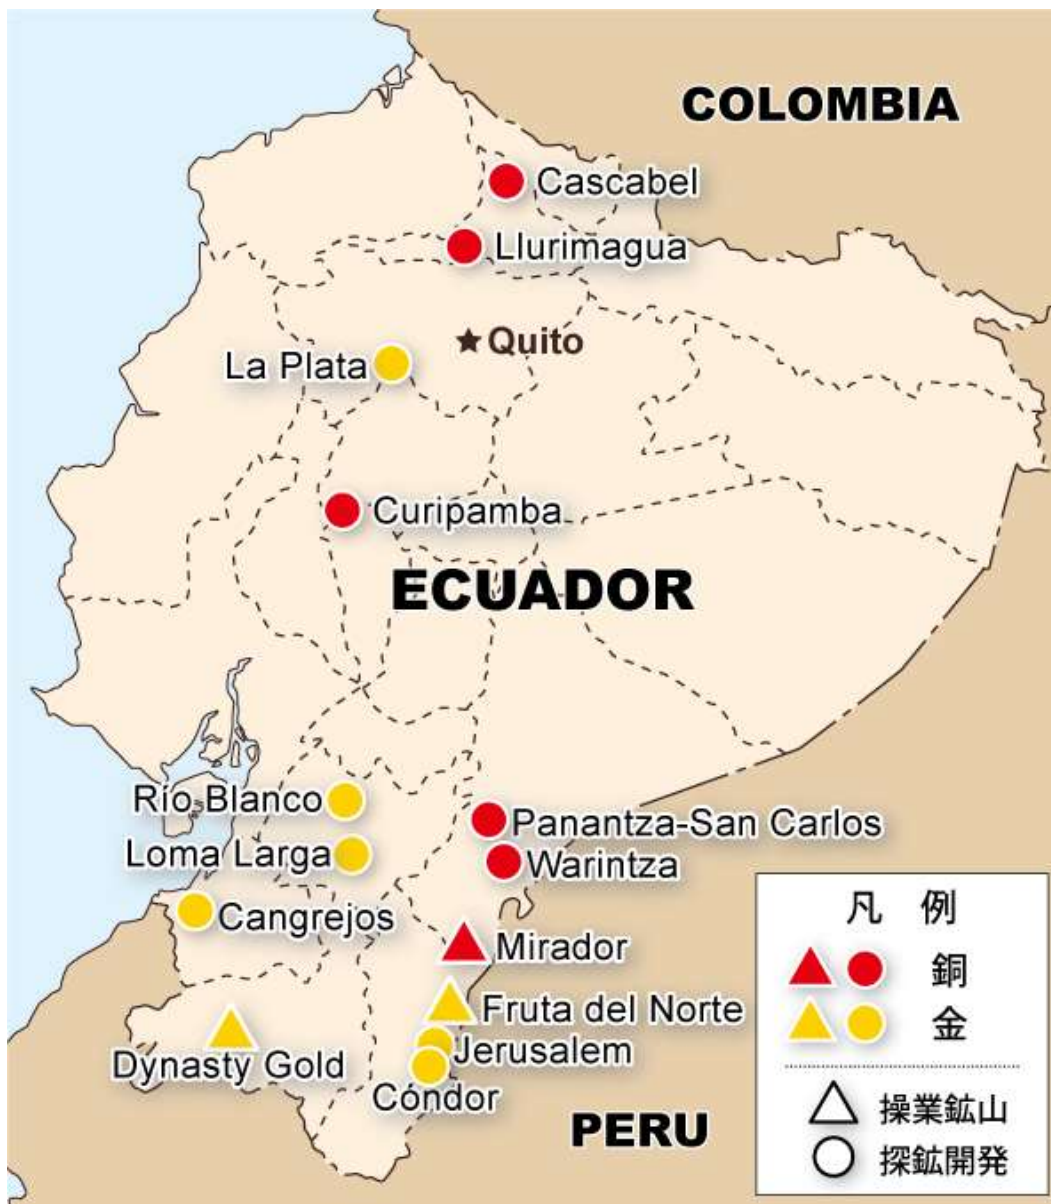 COLOMBIA
Cascabel
Llurimagua
Quito
La Plata
Curipamba
ECUADOR
Río Blanco
Panantza-San Carlos
Loma Larga
Warintza
Cangrejos
Mirador
Fruta del Norte
Jerusalem
Dynasty Gold
Cóndor
PERU
凡 例
銅
金
操業鉱山
探鉱開発